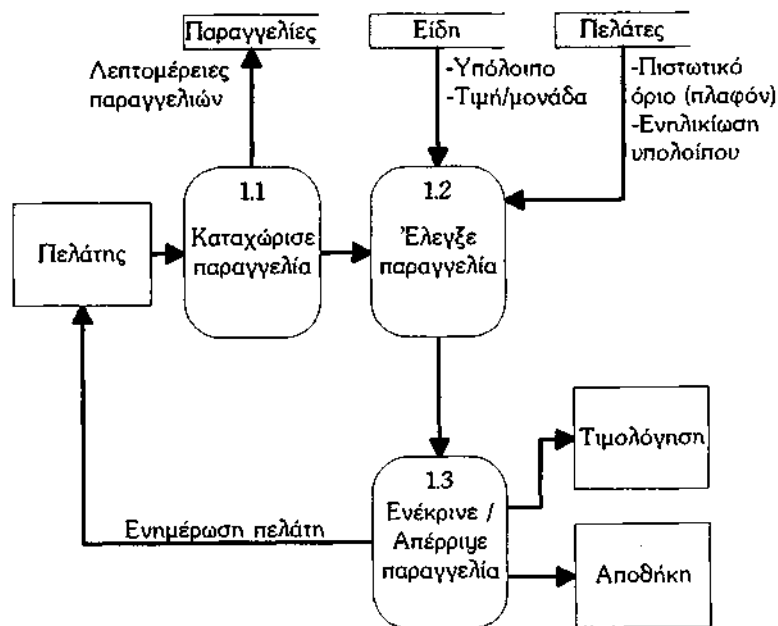 Παραγγελίες
Είδη
Πελάτες
Λεπτομέρειες
παραγγελιών
-Υπόλοιπο
-Τιμή/μονάδα
-Πιστωτικό
όριο (πλαφόν)
-Ενηλικίωση
υπολοίπου
Πελάτης
1.1
Καταχώρισε
παραγγελία
1.2
Έλεγξε
παραγγελία
1.3
Ενέκρινε /
Απέρριψε
παραγγελία
Τιμολόγηση
Αποθήκη
Ενημέρωση πελάτη